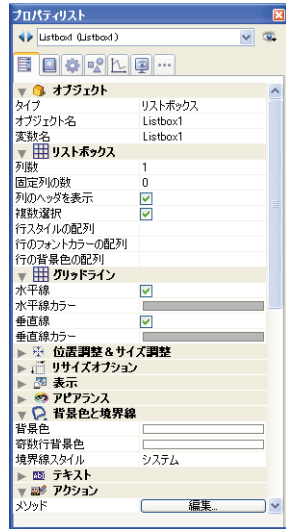 プロパティリスト
Listbox1 (Listbox1)
オブジェクト
タイプ リストボックス
オブジェクト名 Listbox1
変数名 Listbox1
リストボックス
列数 1
固定列の数 0
列のヘッダを表示
複数選択
行スタイルの配列
行のフォントカラーの配列
行の背景色の配列
グリッドライン
水平線
水平線カラー
垂直線
垂直線カラー
位置調整&サイズ調整
リサイズオプション
表示
アピアランス
背景色と境界線
背景色
奇数行背景色
境界線スタイル システム
テキスト
アクション
メソッド 編集...